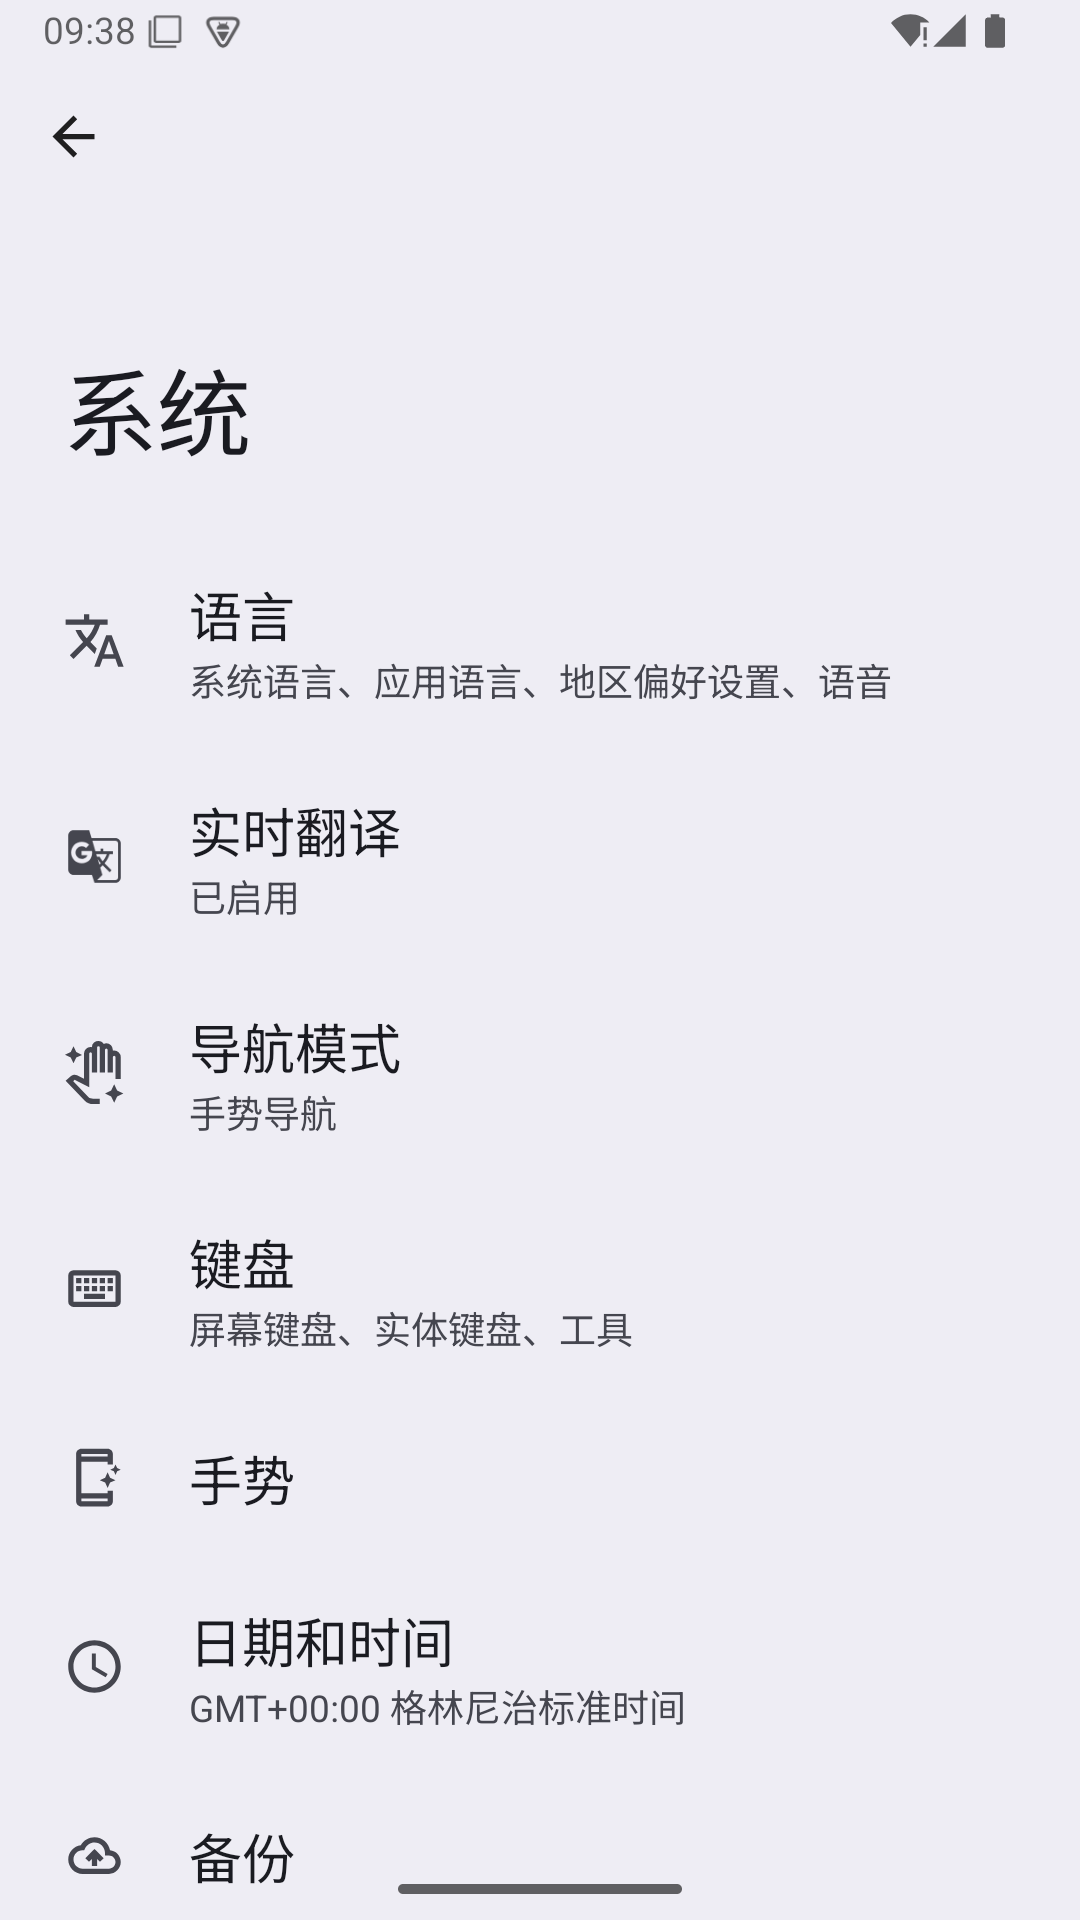 09:38
系统
语言
系统语言、应用语言、地区偏好设置、语音
实时翻译
已启用
导航模式
手势导航
键盘
屏幕键盘、实体键盘、工具
手势
日期和时间
GMT+00:00 格林尼治标准时间
备份